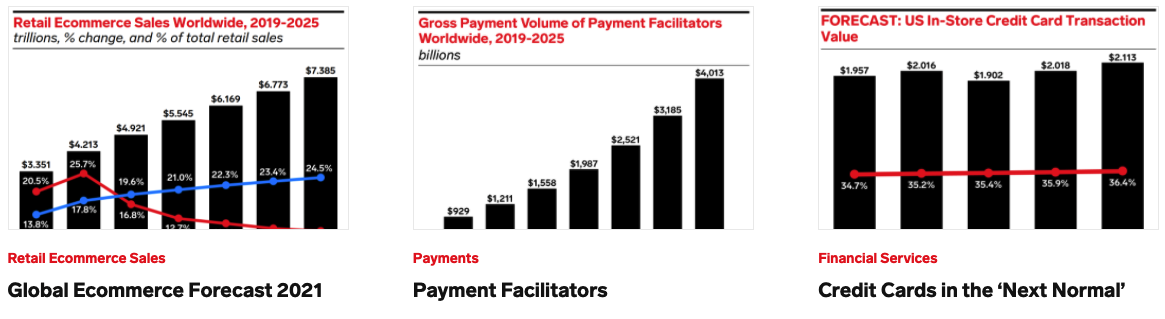 Retail Ecommerce Sales Worldwide, 2019-2025
trillions, % change, and % of total retail sales
$3.351
$4.213
$4.921
$5.545
$6.169
$6.773
$7.385
20.5%
25.7%
19.6%
21.0%
22.3%
23.4%
24.5%
13.8%
17.8%
16.8%
12.7%
Retail Ecommerce Sales
Global Ecommerce Forecast 2021
Gross Payment Volume of Payment Facilitators
Worldwide, 2019-2025
billions
$929
$1,211
$1,558
$1,987
$2,521
$3,185
$4,013
Payments
Payment Facilitators
FORECAST: US In-Store Credit Card Transaction
Value
$1.957
$2.016
$1.902
$2.018
$2.113
34.7%
35.2%
35.4%
35.9%
36.4%
Financial Services
Credit Cards in the ‘Next Normal’